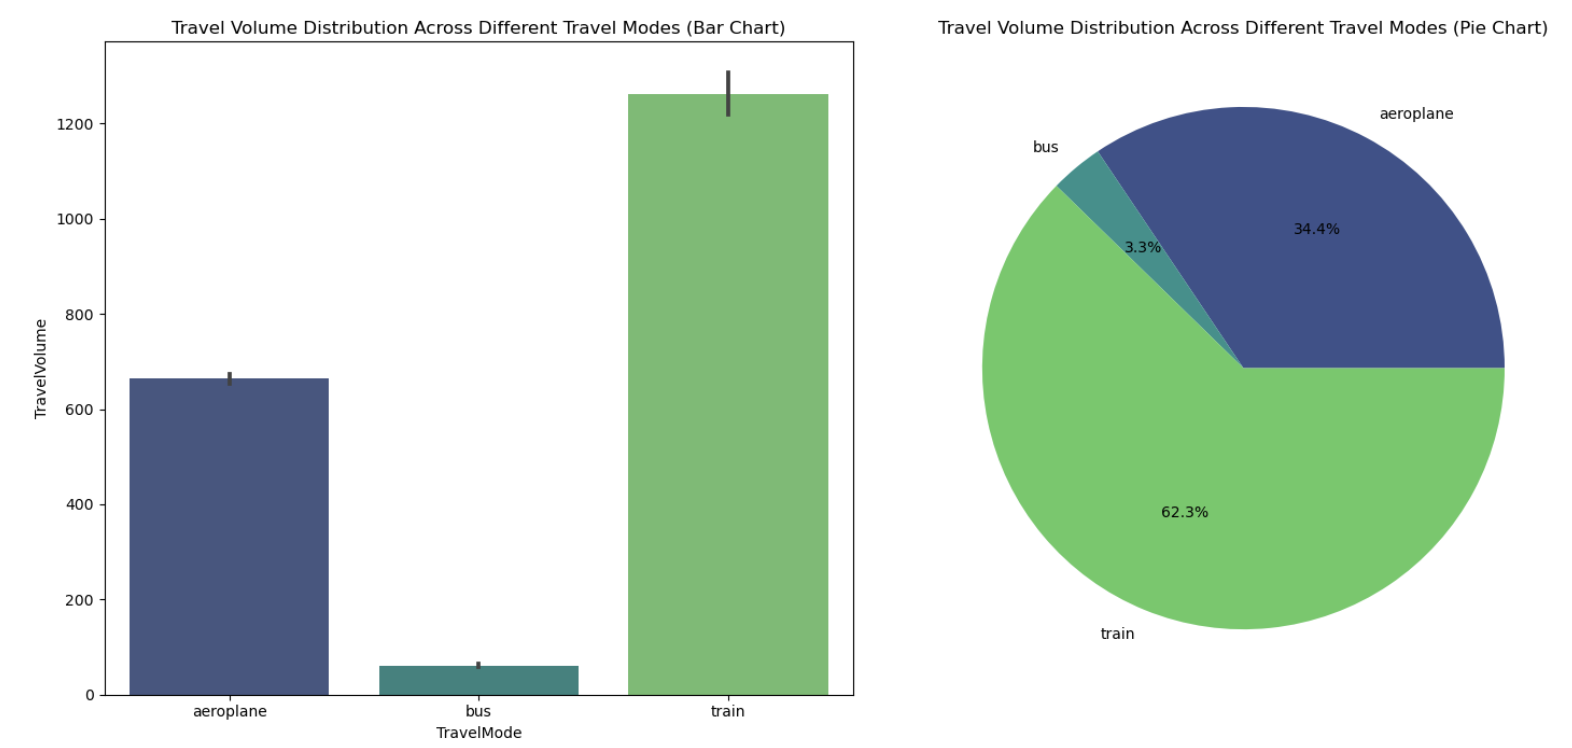 Travel Volume Distribution Across Different Travel Modes (Bar Chart)
TravelVolume
1200
1000
800
600
400
200
0
aeroplane
bus
train
TravelMode
Travel Volume Distribution Across Different Travel Modes (Pie Chart)
aeroplane
bus
34.4%
3.3%
62.3%
train